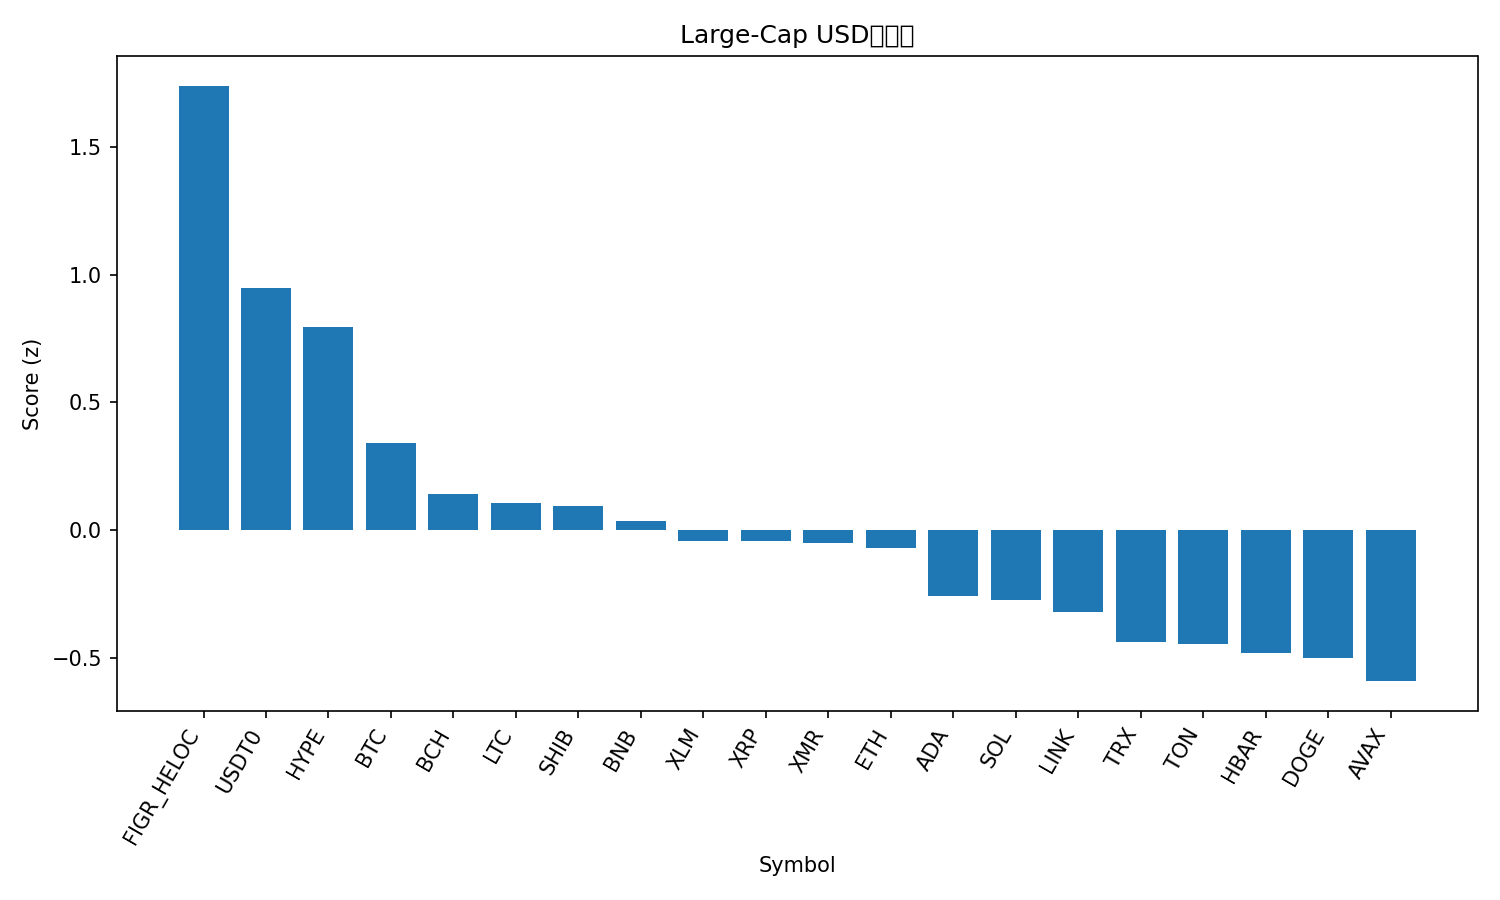 Large-Cap USD
Score (z)
1.5
1.0
0.5
0.0
−0.5
FIGR_HELOC
USDT0
HYPE
BTC
BCH
LTC
SHIB
BNB
XLM
XRP
XMR
ETH
ADA
SOL
LINK
TRX
TON
HBAR
DOGE
AVAX
Symbol